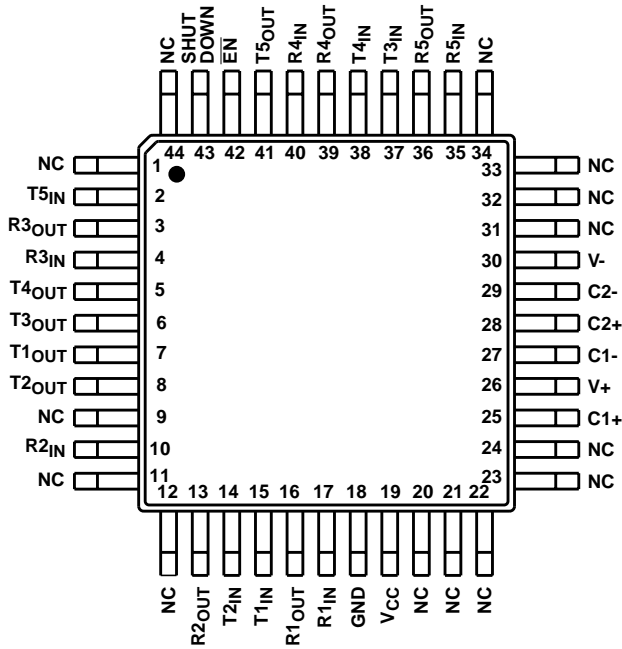 NC
SHUT
DOWN
EN
T5OUT
R4IN
R4OUT
T4IN
T3IN
R5OUT
R5IN
NC
44 43 42 41 40 39 38 37 36 35 34
NC 1
T5IN 2
R3OUT 3
R3IN 4
T4OUT 5
T3OUT 6
T1OUT 7
T2OUT 8
NC 9
R2IN 10
NC 11
33 NC
32 NC
31 NC
30 V-
29 C2-
28 C2+
27 C1-
26 V+
25 C1+
24 NC
23 NC
12 13 14 15 16 17 18 19 20 21 22
NC
R2OUT
T2IN
T1IN
R1OUT
R1IN
GND
VCC
NC
NC
NC